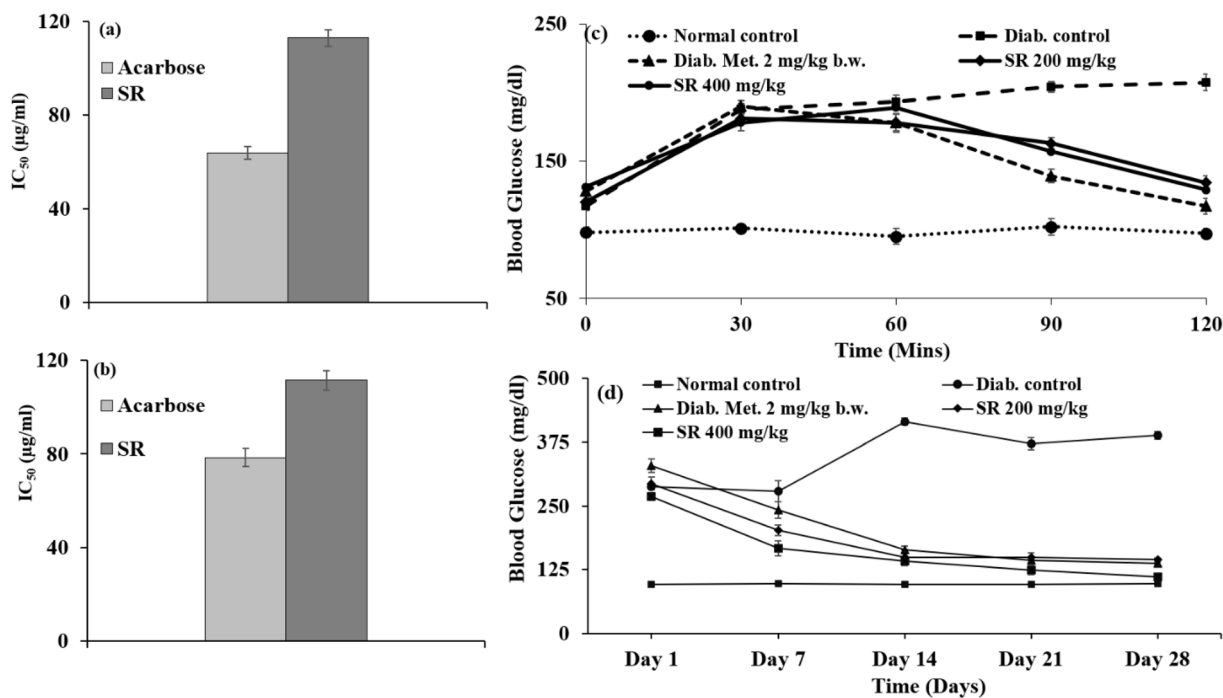 (a)
120
80
40
0
IC₅₀ (µg/ml)
Acarbose
SR
(b)
120
80
40
0
IC₅₀ (µg/ml)
Acarbose
SR
(c)
250
150
50
Blood Glucose (mg/dl)
Normal control
Diab. control
Diab. Met. 2 mg/kg b.w.
SR 200 mg/kg
SR 400 mg/kg
0 30 60 90 120
Time (Mins)
(d)
500
375
250
125
0
Blood Glucose (mg/dl)
Normal control
Diab. control
Diab. Met. 2 mg/kg b.w.
SR 200 mg/kg
SR 400 mg/kg
Day 1 Day 7 Day 14 Day 21 Day 28
Time (Days)